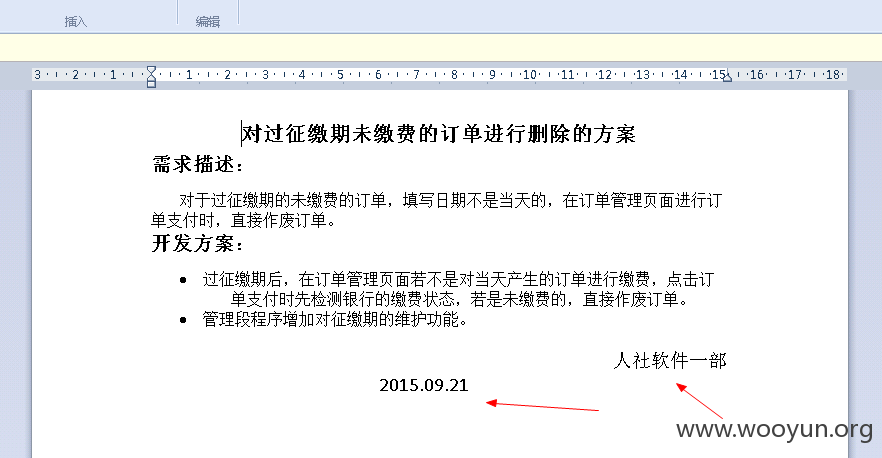 插入 编辑
3 2 1 1 2 3 4 5 6 7 8 9 10 11 12 13 14 15 16 17 18
对过征缴期未缴费的订单进行删除的方案
需求描述：
对于过征缴期的未缴费的订单，填写日期不是当天的，在订单管理页面进行订
单支付时，直接作废订单。
开发方案：
● 过征缴期后，在订单管理页面若不是对当天产生的订单进行缴费，点击订
单支付时先检测银行的缴费状态，若是未缴费的，直接作废订单。
● 管理段程序增加对征缴期的维护功能。
人社软件一部
2015.09.21
www.wooyun.org